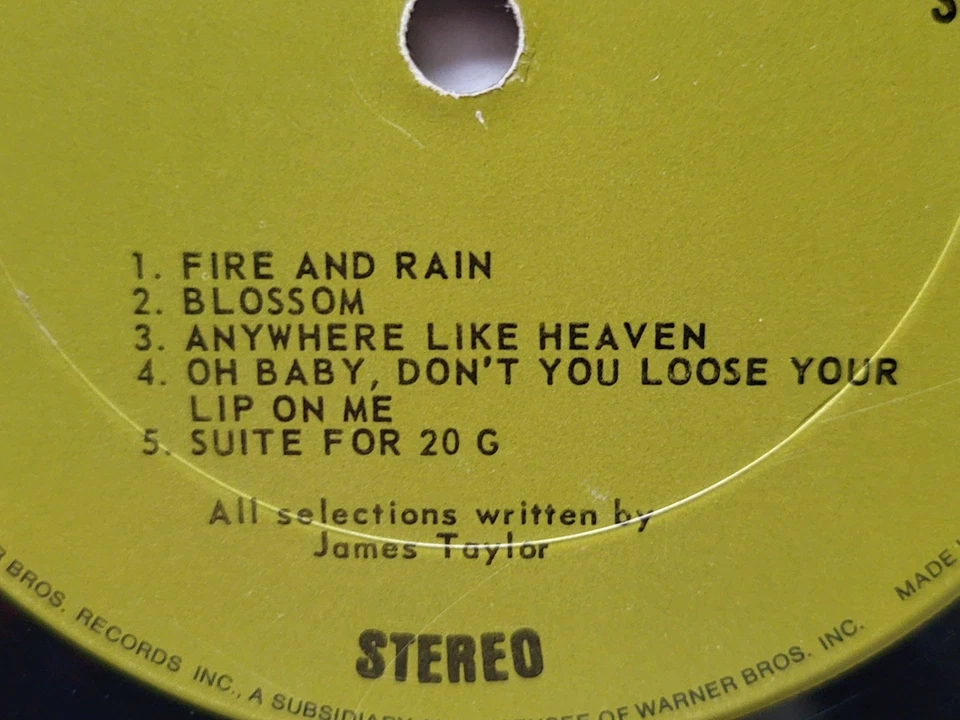 1. FIRE AND RAIN
2. BLOSSOM
3. ANYWHERE LIKE HEAVEN
4. OH BABY, DON'T YOU LOOSE YOUR
LIP ON ME
5. SUITE FOR 20 G
All selections written by
James Taylor
STEREO
BROS. RECORDS INC., A SUBSIDIARY OF WARNER BROS. INC. MADE